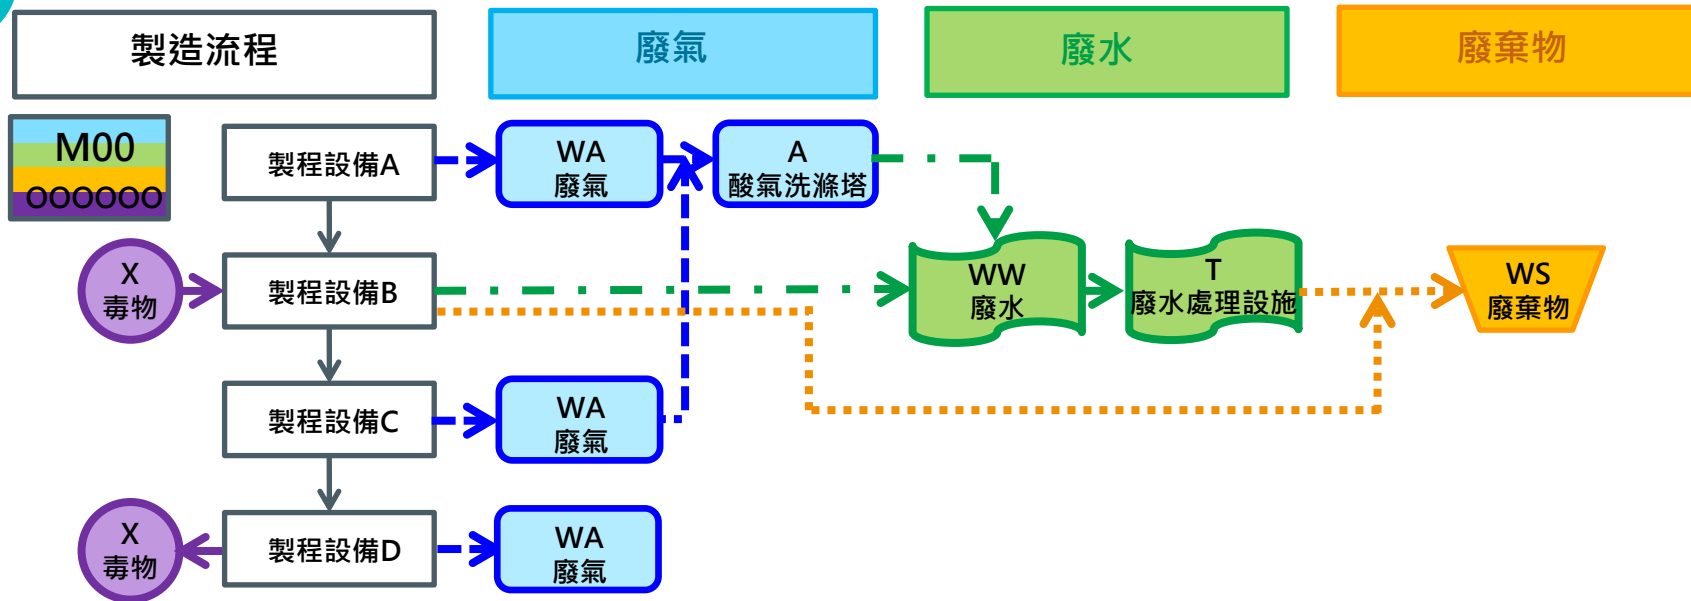 製造流程
廢氣
廢水
廢棄物
M00
OOOOOO
製程設備A
WA
廢氣
A
酸氣洗滌塔
X
毒物
製程設備B
WW
廢水
T
廢水處理設施
WS
廢棄物
製程設備C
WA
廢氣
X
毒物
製程設備D
WA
廢氣